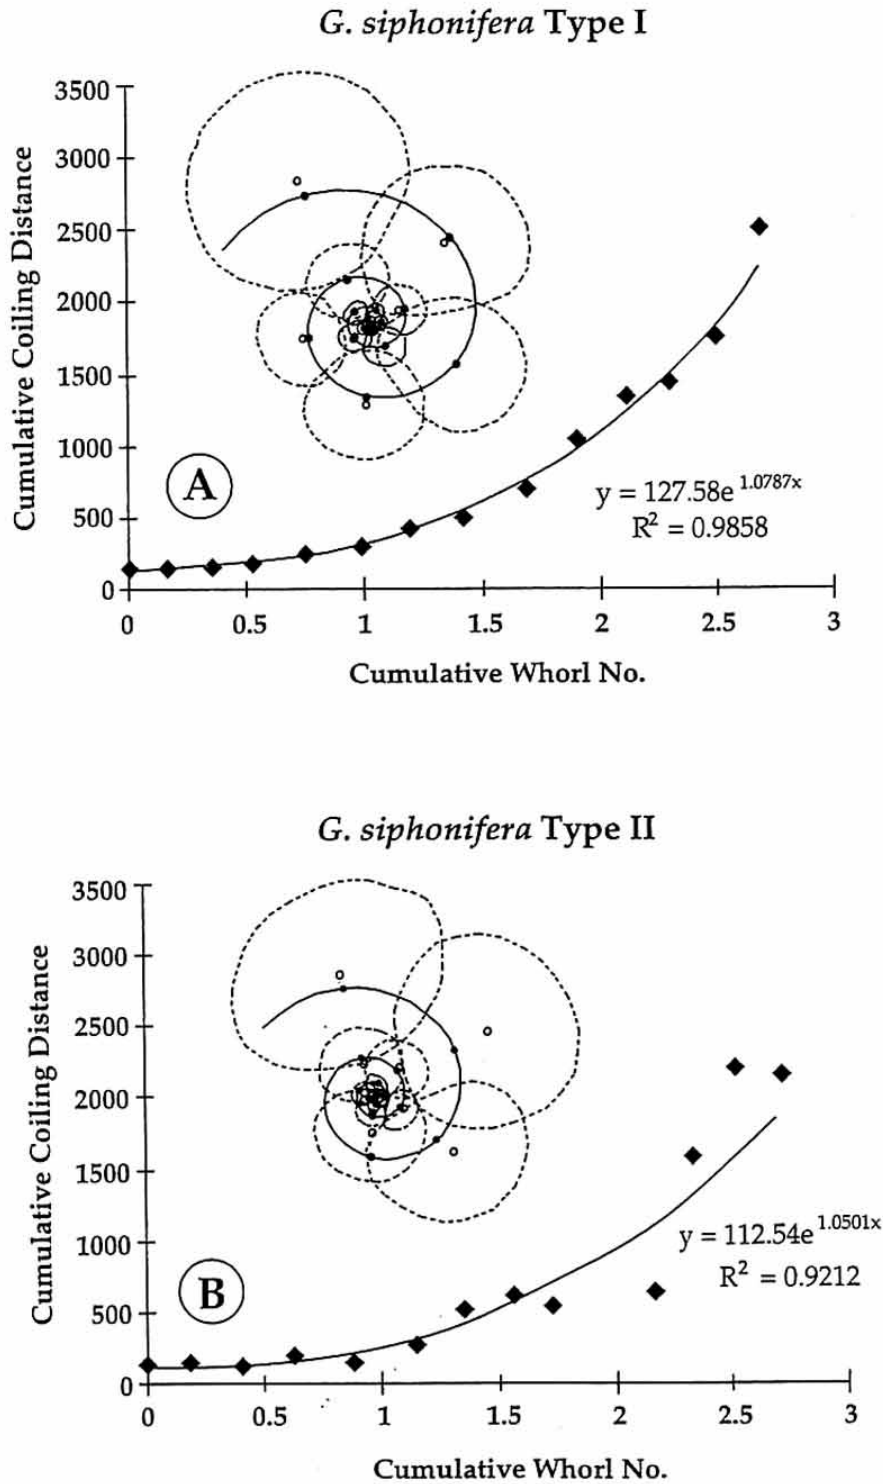 G. siphonifera Type I
3500
3000
2500
2000
1500
1000
500
0
Cumulative Coiling Distance
A
y = 127.58e 1.0787x
R² = 0.9858
0 0.5 1 1.5 2 2.5 3
Cumulative Whorl No.
G. siphonifera Type II
3500
3000
2500
2000
1500
1000
500
0
Cumulative Coiling Distance
B
y = 112.54e 1.0501x
R² = 0.9212
0 0.5 1 1.5 2 2.5 3
Cumulative Whorl No.